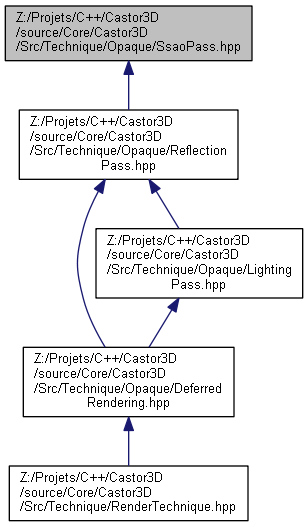 Z:/Projets/C++/Castor3D
/source/Core/Castor3D
/Src/Technique/Opaque/SsaoPass.hpp
Z:/Projets/C++/Castor3D
/source/Core/Castor3D
/Src/Technique/Opaque/Reflection
Pass.hpp
Z:/Projets/C++/Castor3D
/source/Core/Castor3D
/Src/Technique/Opaque/Lighting
Pass.hpp
Z:/Projets/C++/Castor3D
/source/Core/Castor3D
/Src/Technique/Opaque/Deferred
Rendering.hpp
Z:/Projets/C++/Castor3D
/source/Core/Castor3D
/Src/Technique/RenderTechnique.hpp